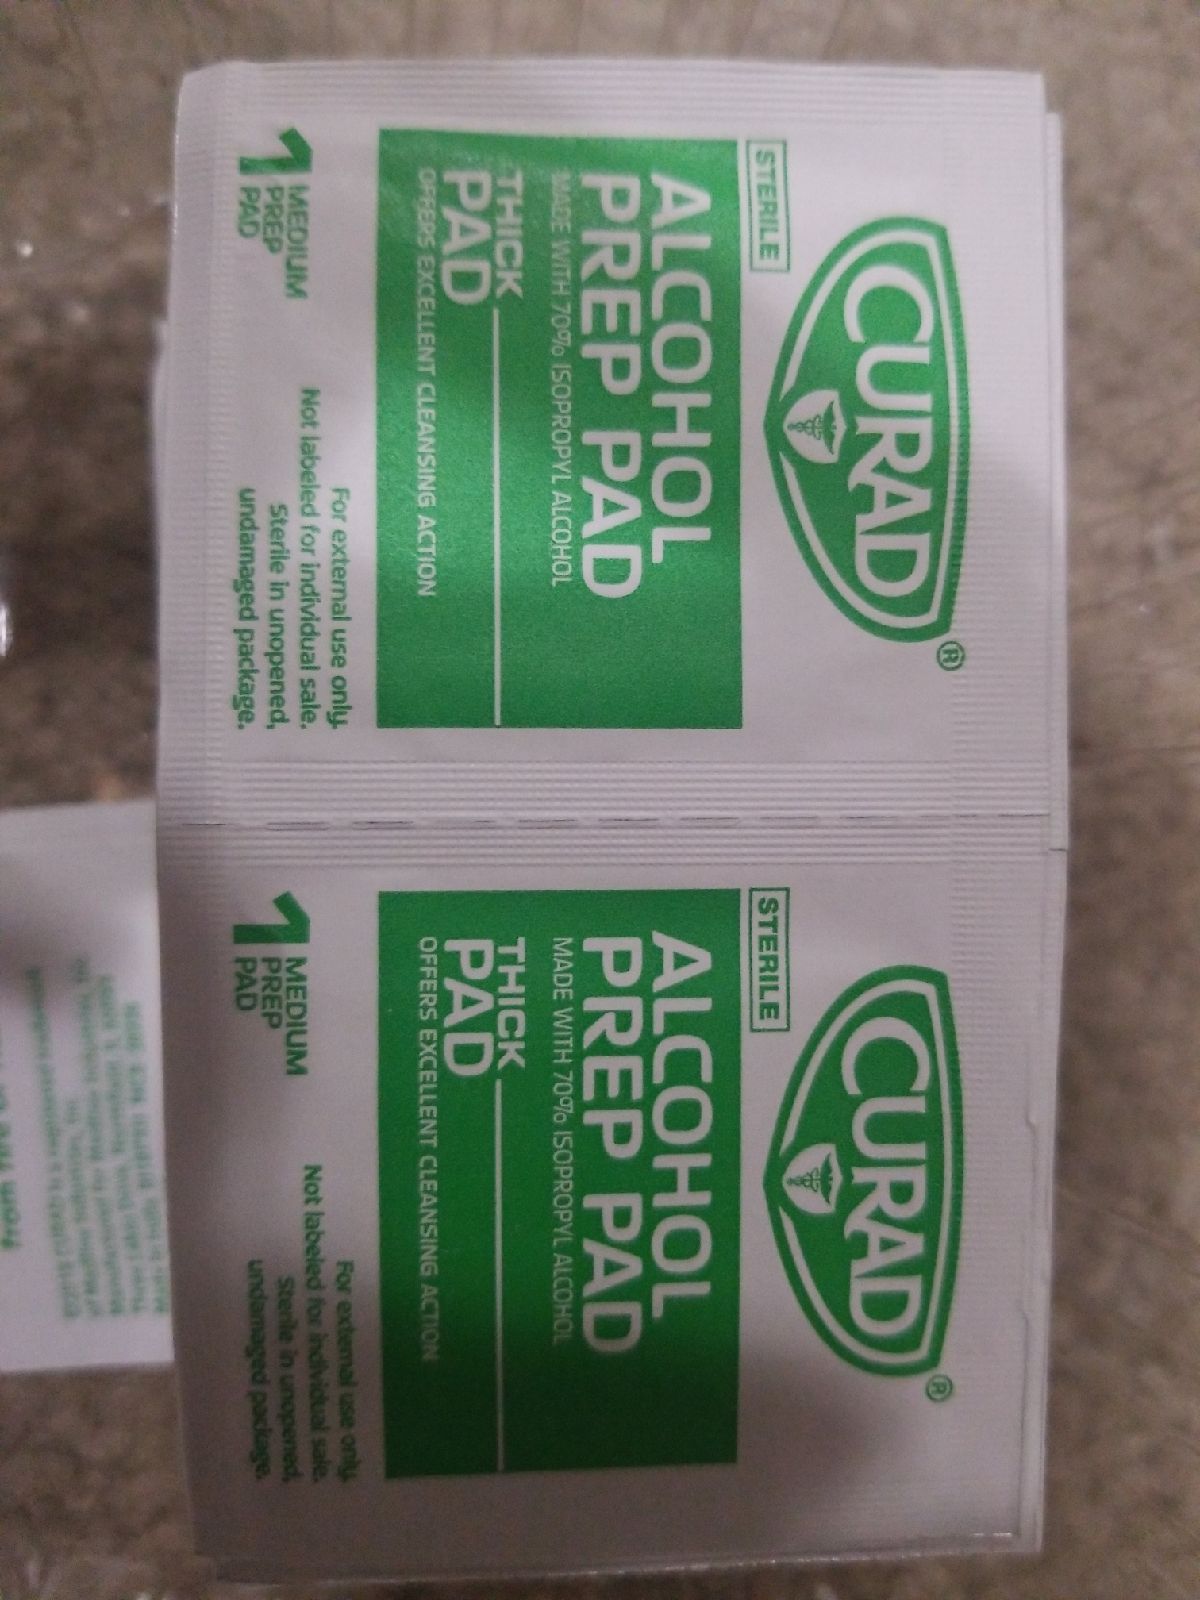 CURAD®
STERILE
ALCOHOL
PREP PAD
MADE WITH 70% ISOPROPYL ALCOHOL
THICK
PAD
OFFERS EXCELLENT CLEANSING ACTION
1 MEDIUM
PREP
PAD
For external use only.
Not labeled for individual sale.
Sterile in unopened,
undamaged package.
CURAD®
STERILE
ALCOHOL
PREP PAD
MADE WITH 70% ISOPROPYL ALCOHOL
THICK
PAD
OFFERS EXCELLENT CLEANSING ACTION
1 MEDIUM
PREP
PAD
For external use only.
Not labeled for individual sale.
Sterile in unopened,
undamaged package.